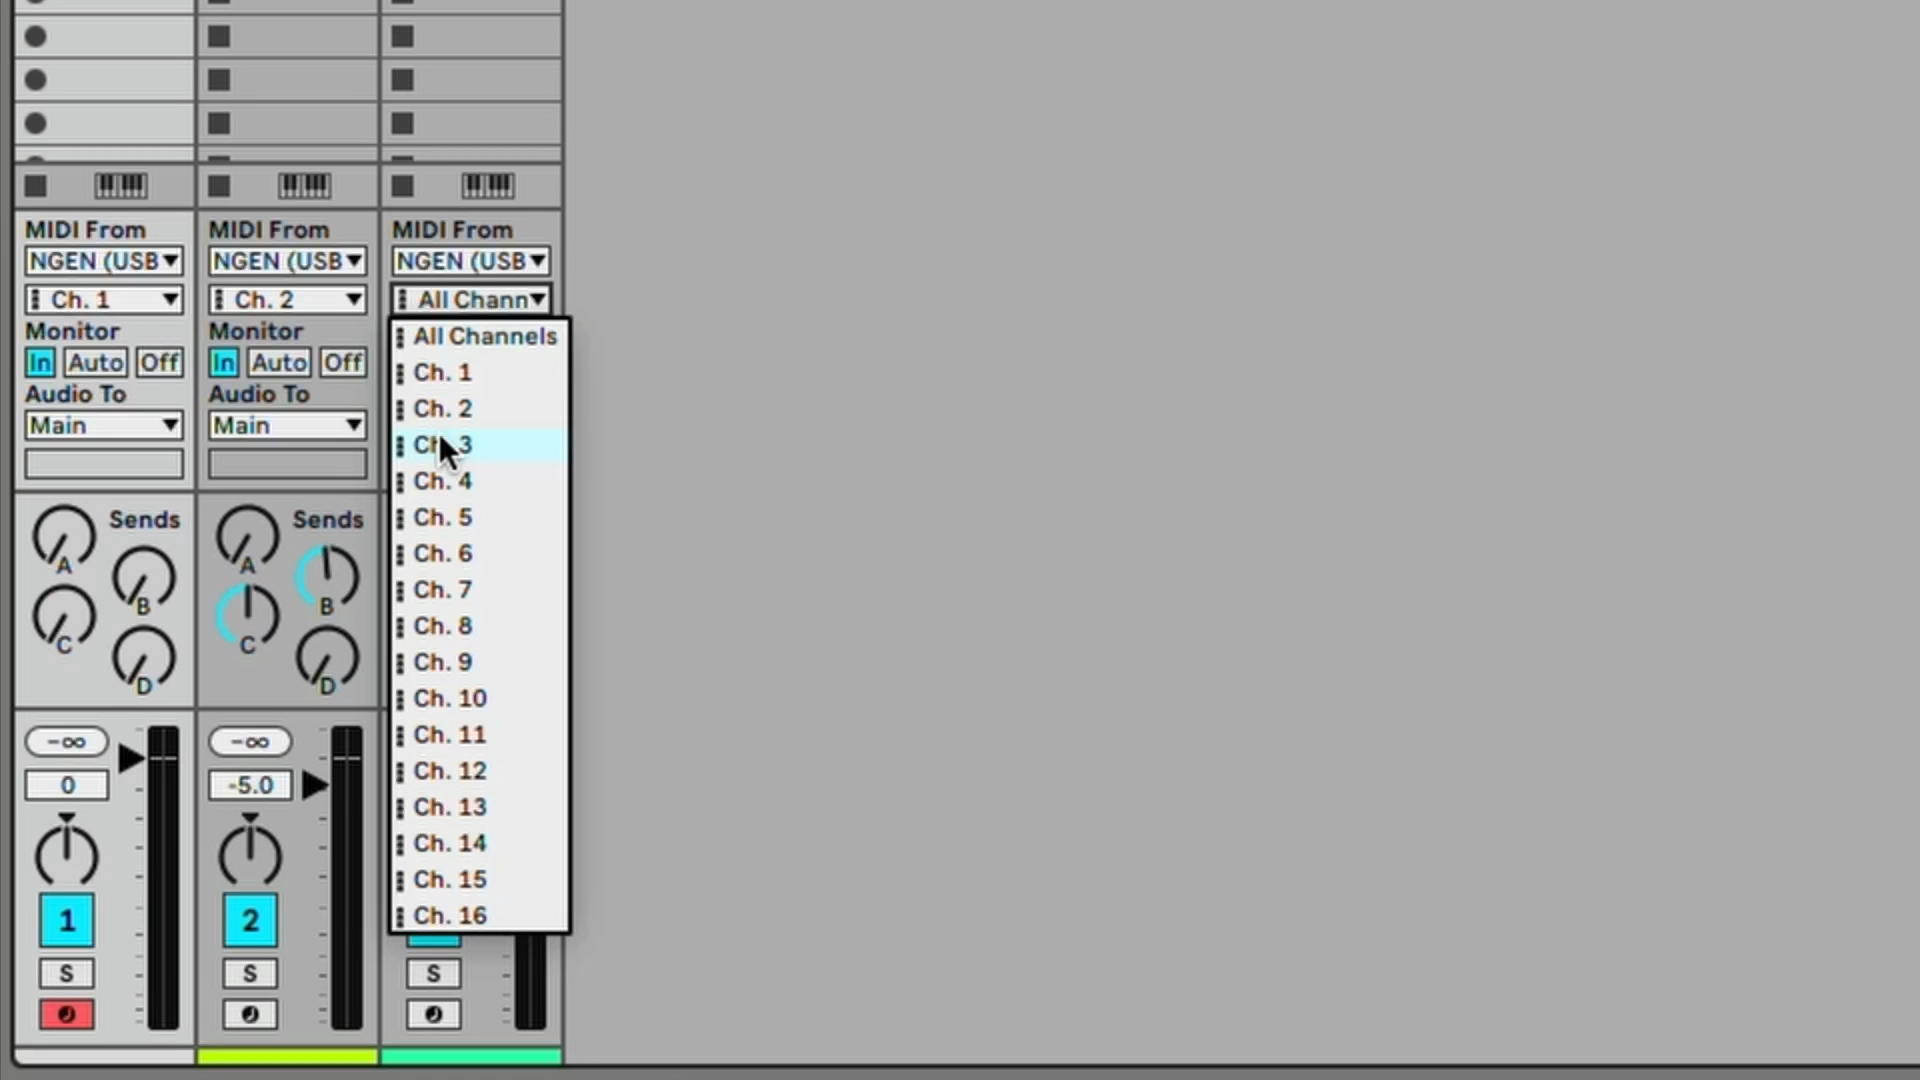 MIDI From
NGEN (USB
Ch. 1
Monitor
In Auto Off
Audio To
Main
Sends
A
B
C
D
-∞
0
1
S
MIDI From
NGEN (USB
Ch. 2
Monitor
In Auto Off
Audio To
Main
Sends
A
B
C
D
-∞
-5.0
2
S
MIDI From
NGEN (USB
All Chann
All Channels
Ch. 1
Ch. 2
Ch. 3
Ch. 4
Ch. 5
Ch. 6
Ch. 7
Ch. 8
Ch. 9
Ch. 10
Ch. 11
Ch. 12
Ch. 13
Ch. 14
Ch. 15
Ch. 16
S